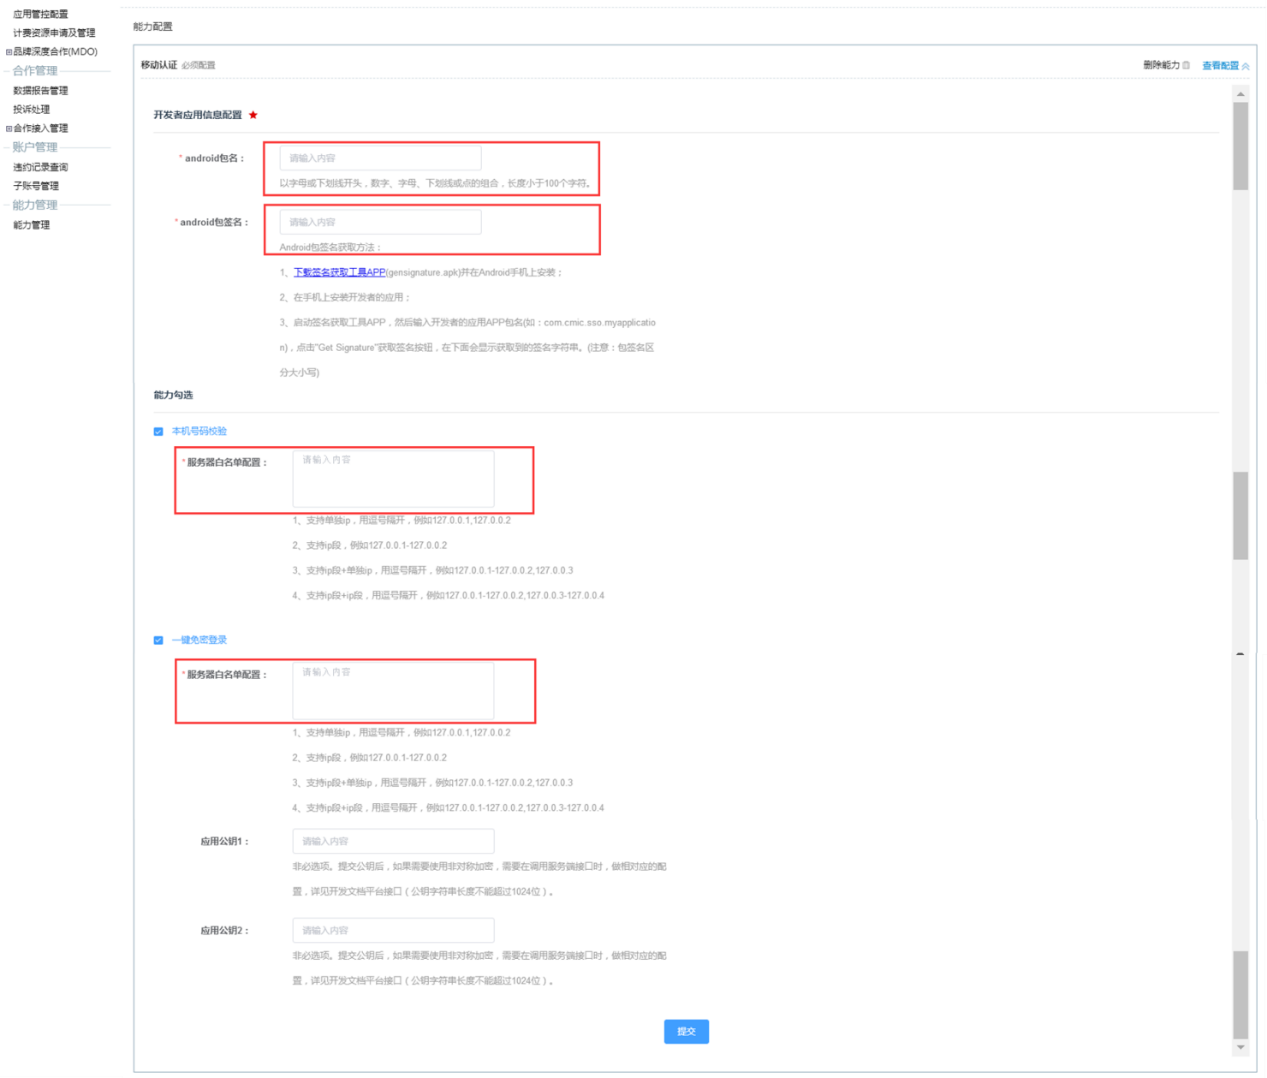 应用管控配置
计费资源申请及管理
品牌深度合作(MDO)
合作管理
数据报告管理
投诉处理
合作接入管理
账户管理
违约记录查询
子账号管理
能力管理
能力管理
能力配置
移动认证 必须配置
删除能力
查看配置
开发者应用信息配置 ★
* android包名：
请输入内容
以字母或下划线开头，数字、字母、下划线或点的组合，长度小于100个字符。
* android包签名：
请输入内容
Android包签名获取方法：
1、下载签名获取工具APP(gensignature.apk)并在Android手机上安装；
2、在手机上安装开发者的应用；
3、启动签名获取工具APP，然后输入开发者的应用APP包名(如：com.cmic.sso.myapplicatio
n)，点击"Get Signature"获取签名按钮，在下面会显示获取到的签名字符串。(注意：包签名区
分大小写)
能力勾选
本机号码校验
* 服务器白名单配置：
请输入内容
1、支持单独ip，用逗号隔开，例如127.0.0.1,127.0.0.2
2、支持ip段，例如127.0.0.1-127.0.0.2
3、支持ip段+单独ip，用逗号隔开，例如127.0.0.1-127.0.0.2,127.0.0.3
4、支持ip段+ip段，用逗号隔开，例如127.0.0.1-127.0.0.2,127.0.0.3-127.0.0.4
一键免密登录
* 服务器白名单配置：
请输入内容
1、支持单独ip，用逗号隔开，例如127.0.0.1,127.0.0.2
2、支持ip段，例如127.0.0.1-127.0.0.2
3、支持ip段+单独ip，用逗号隔开，例如127.0.0.1-127.0.0.2,127.0.0.3
4、支持ip段+ip段，用逗号隔开，例如127.0.0.1-127.0.0.2,127.0.0.3-127.0.0.4
应用公钥1：
请输入内容
非必选项。提交公钥后，如果需要使用非对称加密，需要在调用服务端接口时，做相对应的配
置，详见开发文档平台接口（公钥字符串长度不能超过1024位）。
应用公钥2：
请输入内容
非必选项。提交公钥后，如果需要使用非对称加密，需要在调用服务端接口时，做相对应的配
置，详见开发文档平台接口（公钥字符串长度不能超过1024位）。
提交